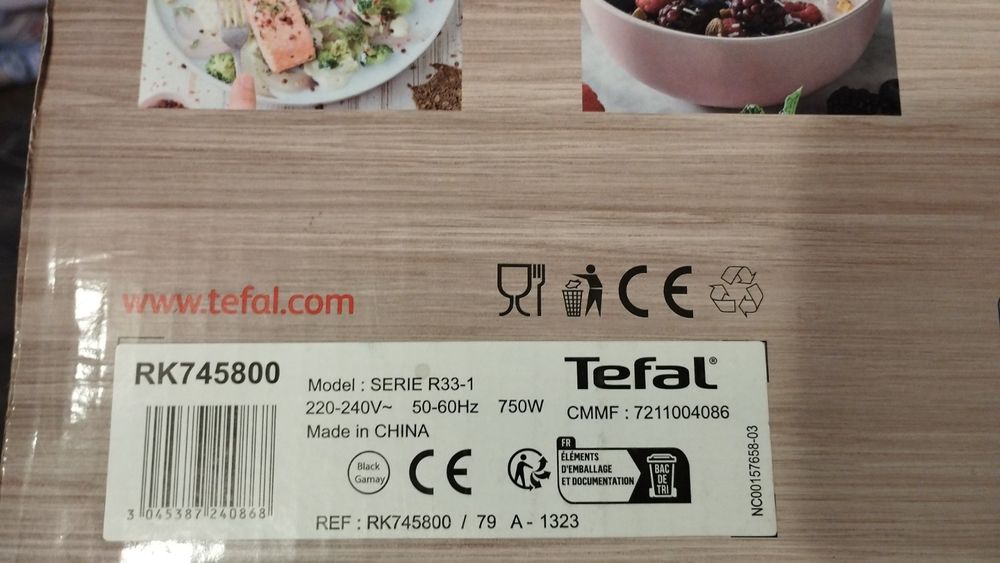 www.tefal.com
CE
RK745800
3 045387 240868
Model : SERIE R33-1
220-240V~ 50-60Hz 750W
Made in CHINA
Tefal®
CMMF : 7211004086
Black
Gamay
CE
FR
ÉLÉMENTS
D'EMBALLAGE
ET DOCUMENTATION
BAC
DE
TRI
REF : RK745800 / 79 A - 1323
NC00157658-03